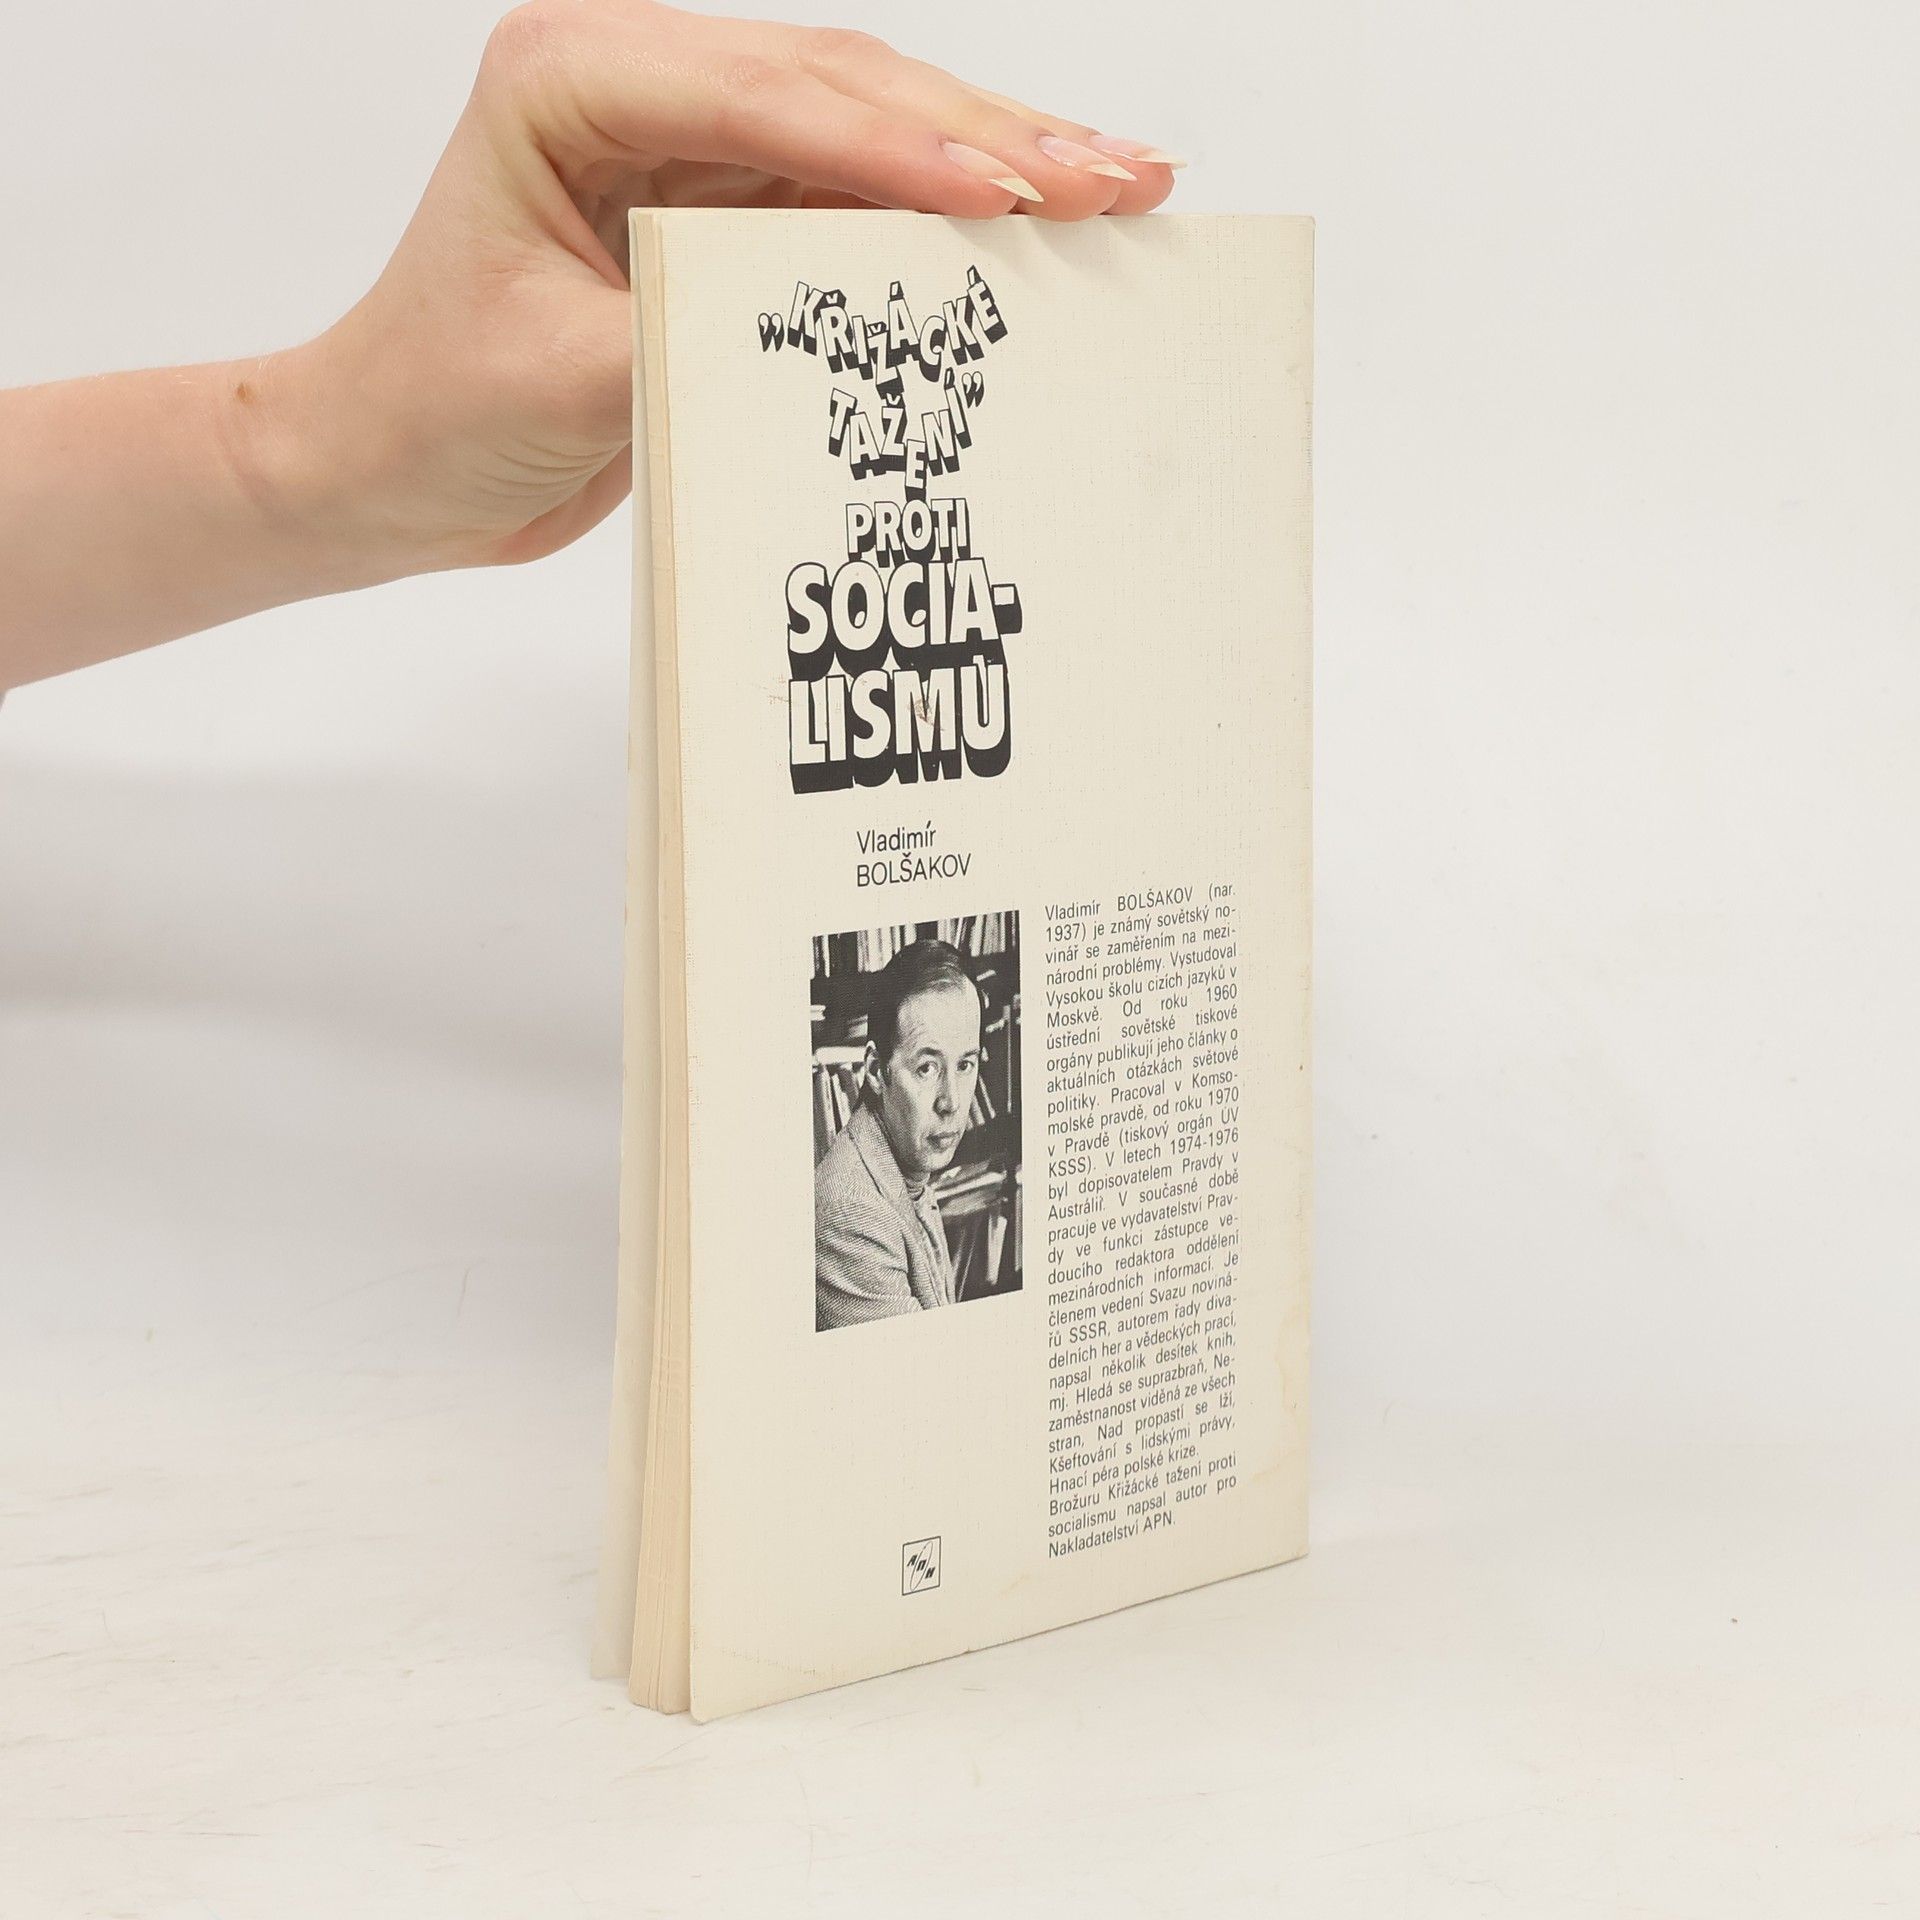 „KŘIŽÁCKÉ
TAŽENÍ”
PROTI
SOCIA-
LISMU
Vladimír
BOLŠAKOV
Vladimír BOLŠAKOV (nar.
1937) je známý sovětský no-
vinář se zaměřením na mezi-
národní problémy. Vystudoval
Vysokou školu cizích jazyků v
Moskvě. Od roku 1960
ústřední sovětské tiskové
orgány publikují jeho články o
aktuálních otázkách světové
politiky. Pracoval v Komso-
molské pravdě, od roku 1970
v Pravdě (tiskový orgán ÚV
KSSS). V letech 1974-1976
byl dopisovatelem Pravdy v
Austrálii. V současné době
pracuje ve vydavatelství Prav-
dy ve funkci zástupce ve-
doucího redaktora oddělení
mezinárodních informací. Je
členem vedení Svazu noviná-
řů SSSR, autorem řady diva-
delních her a vědeckých prací,
napsal několik desítek knih,
mj. Hledá se suprazbraň, Ne-
zaměstnanost viděná ze všech
stran, Nad propastí se lží,
Kšeftování s lidskými právy,
Hnací péra polské krize.
Brožuru Křižácké tažení proti
socialismu napsal autor pro
Nakladatelství APN.
АПН